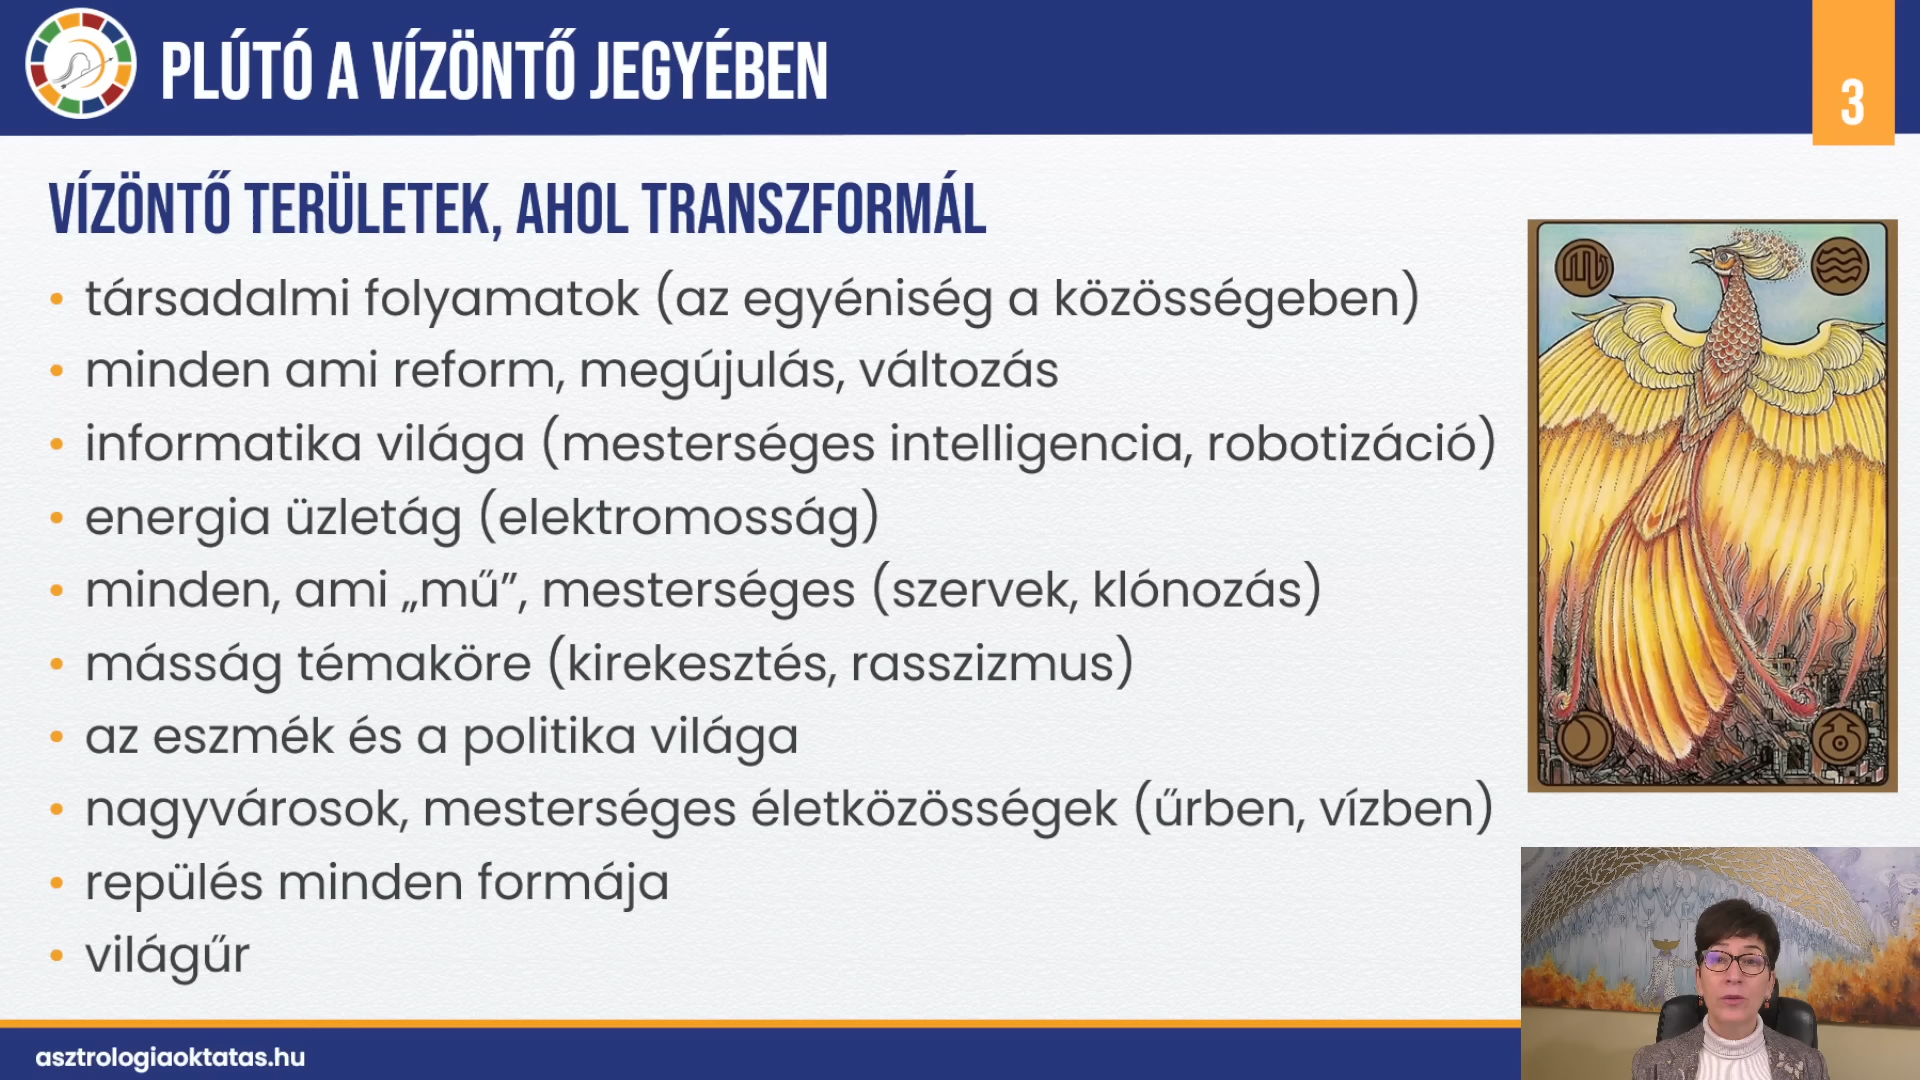 PLÚTÓ A VÍZÖNTŐ JEGYÉBEN
3
VÍZÖNTŐ TERÜLETEK, AHOL TRANSZFORMÁL
• társadalmi folyamatok (az egyéniség a közösségeben)
• minden ami reform, megújulás, változás
• informatika világa (mesterséges intelligencia, robotizáció)
• energia üzletág (elektromosság)
• minden, ami „mű”, mesterséges (szervek, klónozás)
• másság témaköre (kirekesztés, rasszizmus)
• az eszmék és a politika világa
• nagyvárosok, mesterséges életközösségek (űrben, vízben)
• repülés minden formája
• világűr
asztrologiaoktatas.hu